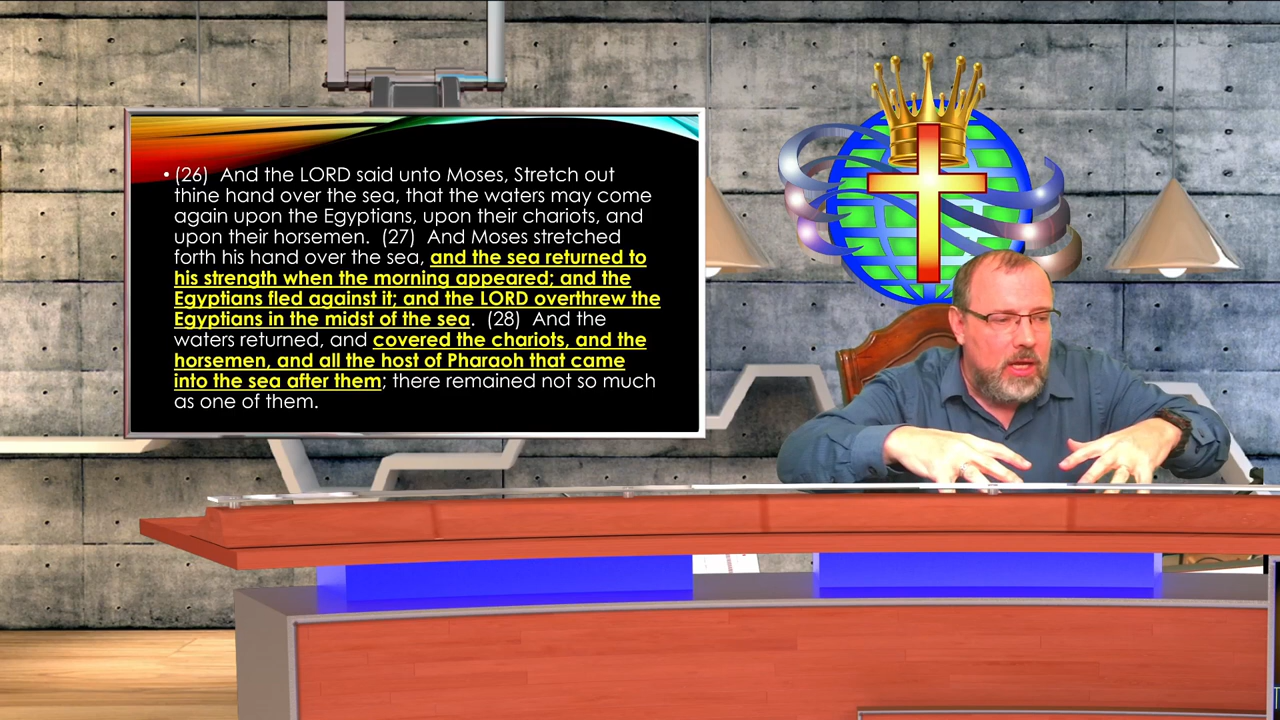 • (26)  And the LORD said unto Moses, Stretch out
thine hand over the sea, that the waters may come
again upon the Egyptians, upon their chariots, and
upon their horsemen.  (27)  And Moses stretched
forth his hand over the sea, and the sea returned to
his strength when the morning appeared; and the
Egyptians fled against it; and the LORD overthrew the
Egyptians in the midst of the sea.  (28)  And the
waters returned, and covered the chariots, and the
horsemen, and all the host of Pharaoh that came
into the sea after them; there remained not so much
as one of them.